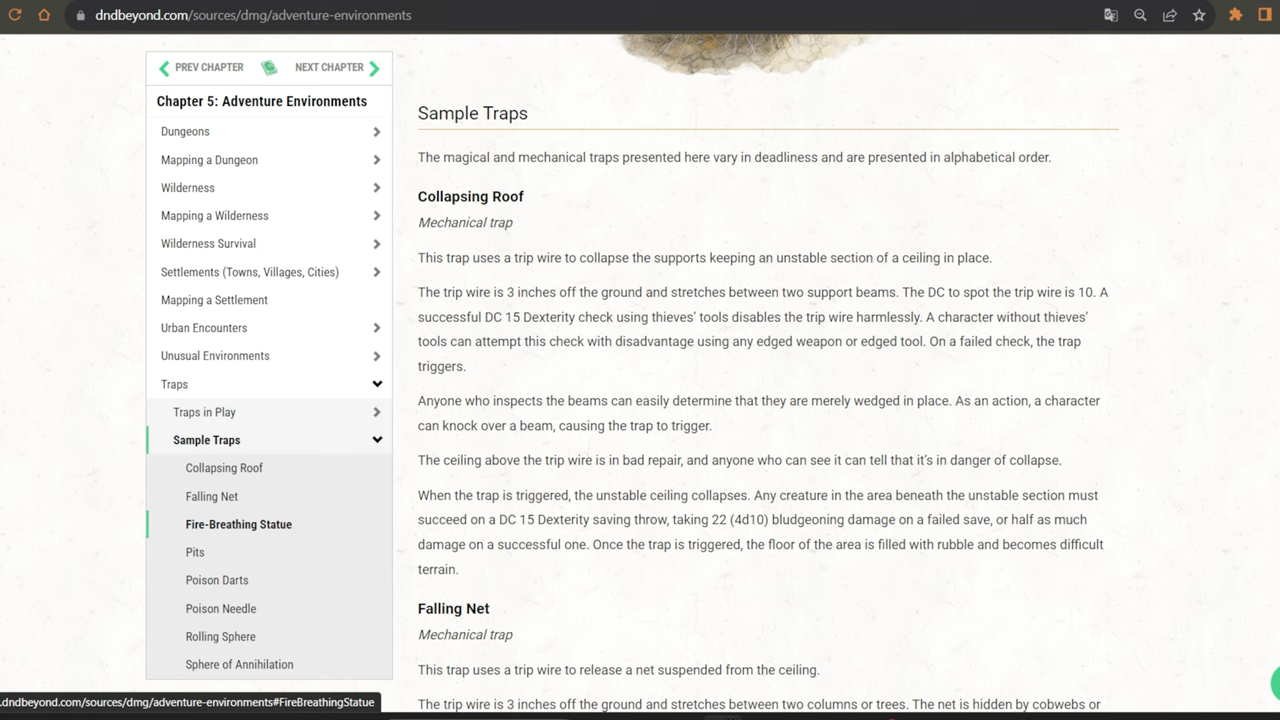 dndbeyond.com/sources/dmg/adventure-environments
PREV CHAPTER
NEXT CHAPTER
Chapter 5: Adventure Environments
Dungeons
Mapping a Dungeon
Wilderness
Mapping a Wilderness
Wilderness Survival
Settlements (Towns, Villages, Cities)
Mapping a Settlement
Urban Encounters
Unusual Environments
Traps
Traps in Play
Sample Traps
Collapsing Roof
Falling Net
Fire-Breathing Statue
Pits
Poison Darts
Poison Needle
Rolling Sphere
Sphere of Annihilation
Sample Traps
The magical and mechanical traps presented here vary in deadliness and are presented in alphabetical order.
Collapsing Roof
Mechanical trap
This trap uses a trip wire to collapse the supports keeping an unstable section of a ceiling in place.
The trip wire is 3 inches off the ground and stretches between two support beams. The DC to spot the trip wire is 10. A
successful DC 15 Dexterity check using thieves’ tools disables the trip wire harmlessly. A character without thieves’
tools can attempt this check with disadvantage using any edged weapon or edged tool. On a failed check, the trap
triggers.
Anyone who inspects the beams can easily determine that they are merely wedged in place. As an action, a character
can knock over a beam, causing the trap to trigger.
The ceiling above the trip wire is in bad repair, and anyone who can see it can tell that it’s in danger of collapse.
When the trap is triggered, the unstable ceiling collapses. Any creature in the area beneath the unstable section must
succeed on a DC 15 Dexterity saving throw, taking 22 (4d10) bludgeoning damage on a failed save, or half as much
damage on a successful one. Once the trap is triggered, the floor of the area is filled with rubble and becomes difficult
terrain.
Falling Net
Mechanical trap
This trap uses a trip wire to release a net suspended from the ceiling.
The trip wire is 3 inches off the ground and stretches between two columns or trees. The net is hidden by cobwebs or
.dndbeyond.com/sources/dmg/adventure-environments#FireBreathingStatue